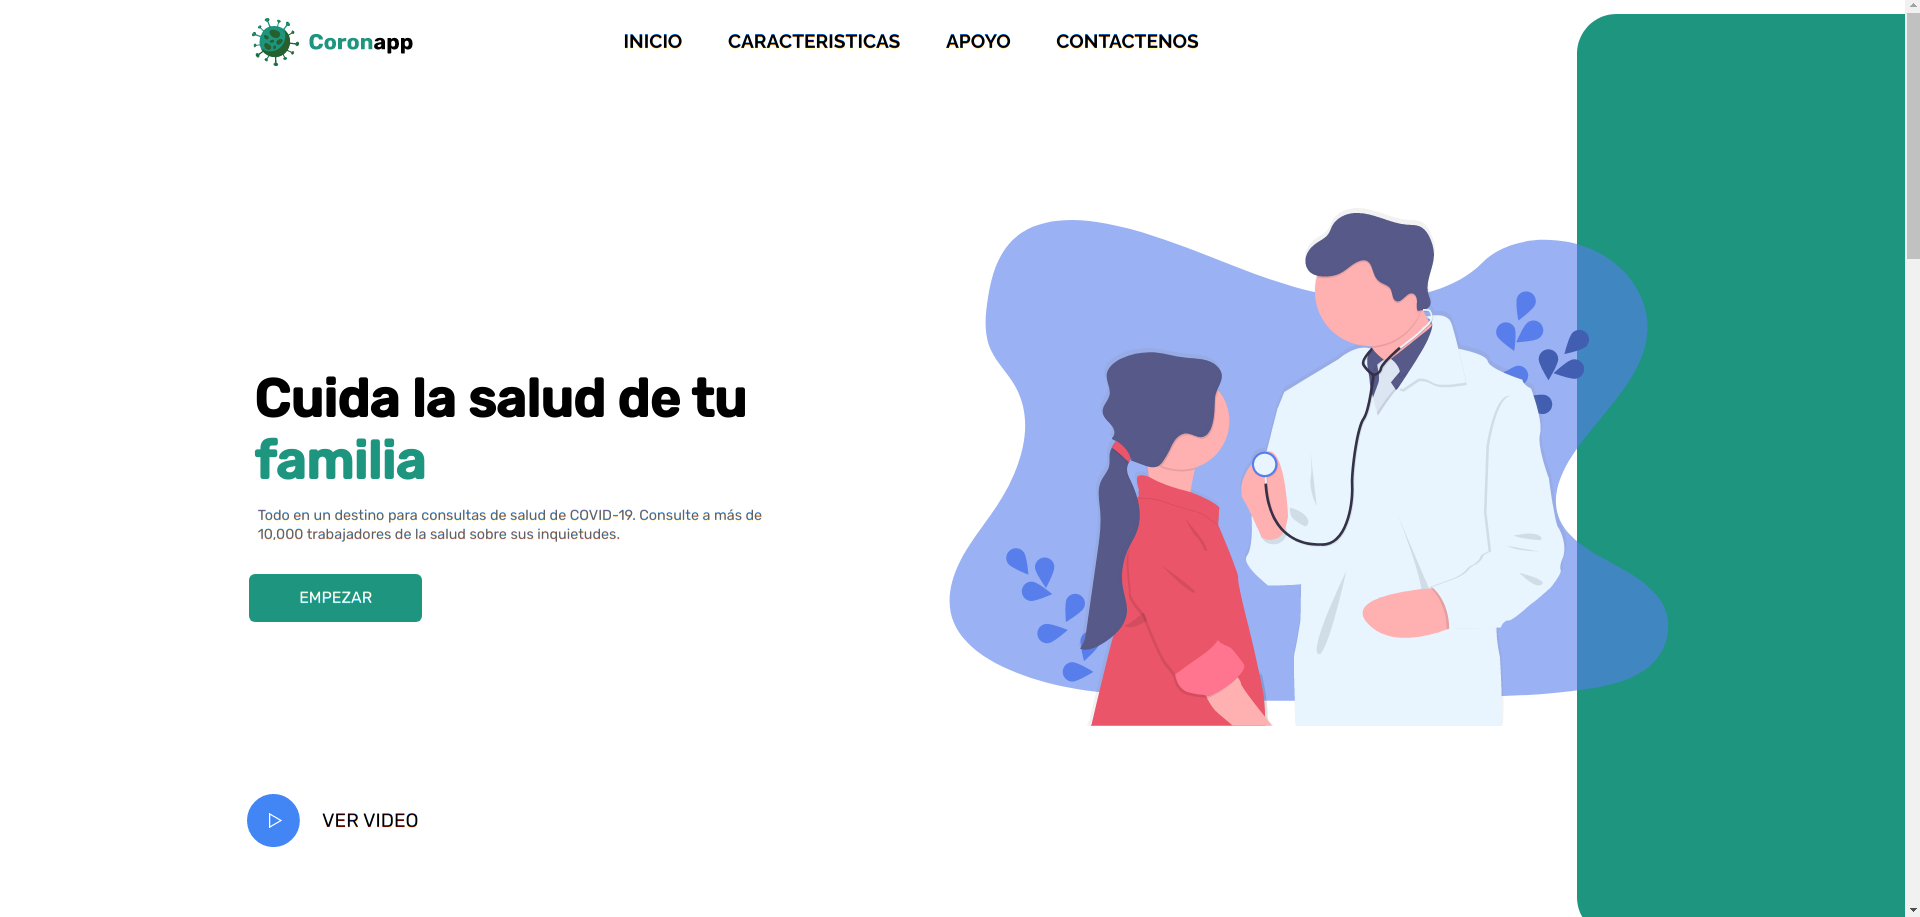 Coronapp
INICIO CARACTERISTICAS APOYO CONTACTENOS
Cuida la salud de tu
familia
Todo en un destino para consultas de salud de COVID-19. Consulte a más de
10,000 trabajadores de la salud sobre sus inquietudes.
EMPEZAR
VER VIDEO